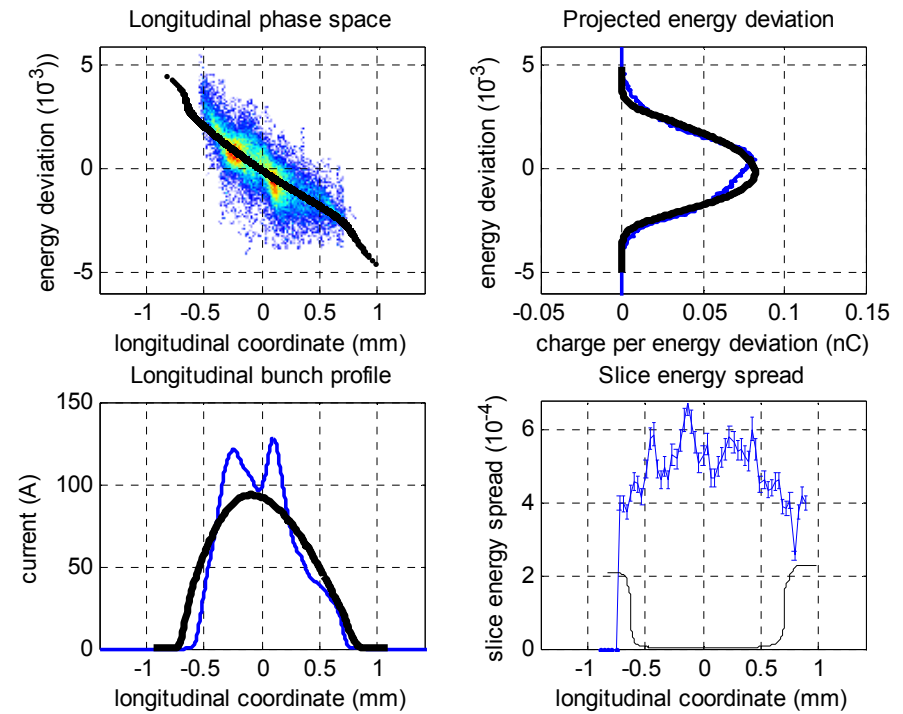 Longitudinal phase space
energy deviation (10⁻³))
5
0
-5
-1
-0.5
0
0.5
1
longitudinal coordinate (mm)
Projected energy deviation
energy deviation (10⁻³)
5
0
-5
-0.05
0
0.05
0.1
0.15
charge per energy deviation (nC)
Longitudinal bunch profile
current (A)
150
100
50
0
-1
-0.5
0
0.5
1
longitudinal coordinate (mm)
Slice energy spread
slice energy spread (10⁻⁴)
6
4
2
0
-1
-0.5
0
0.5
1
longitudinal coordinate (mm)